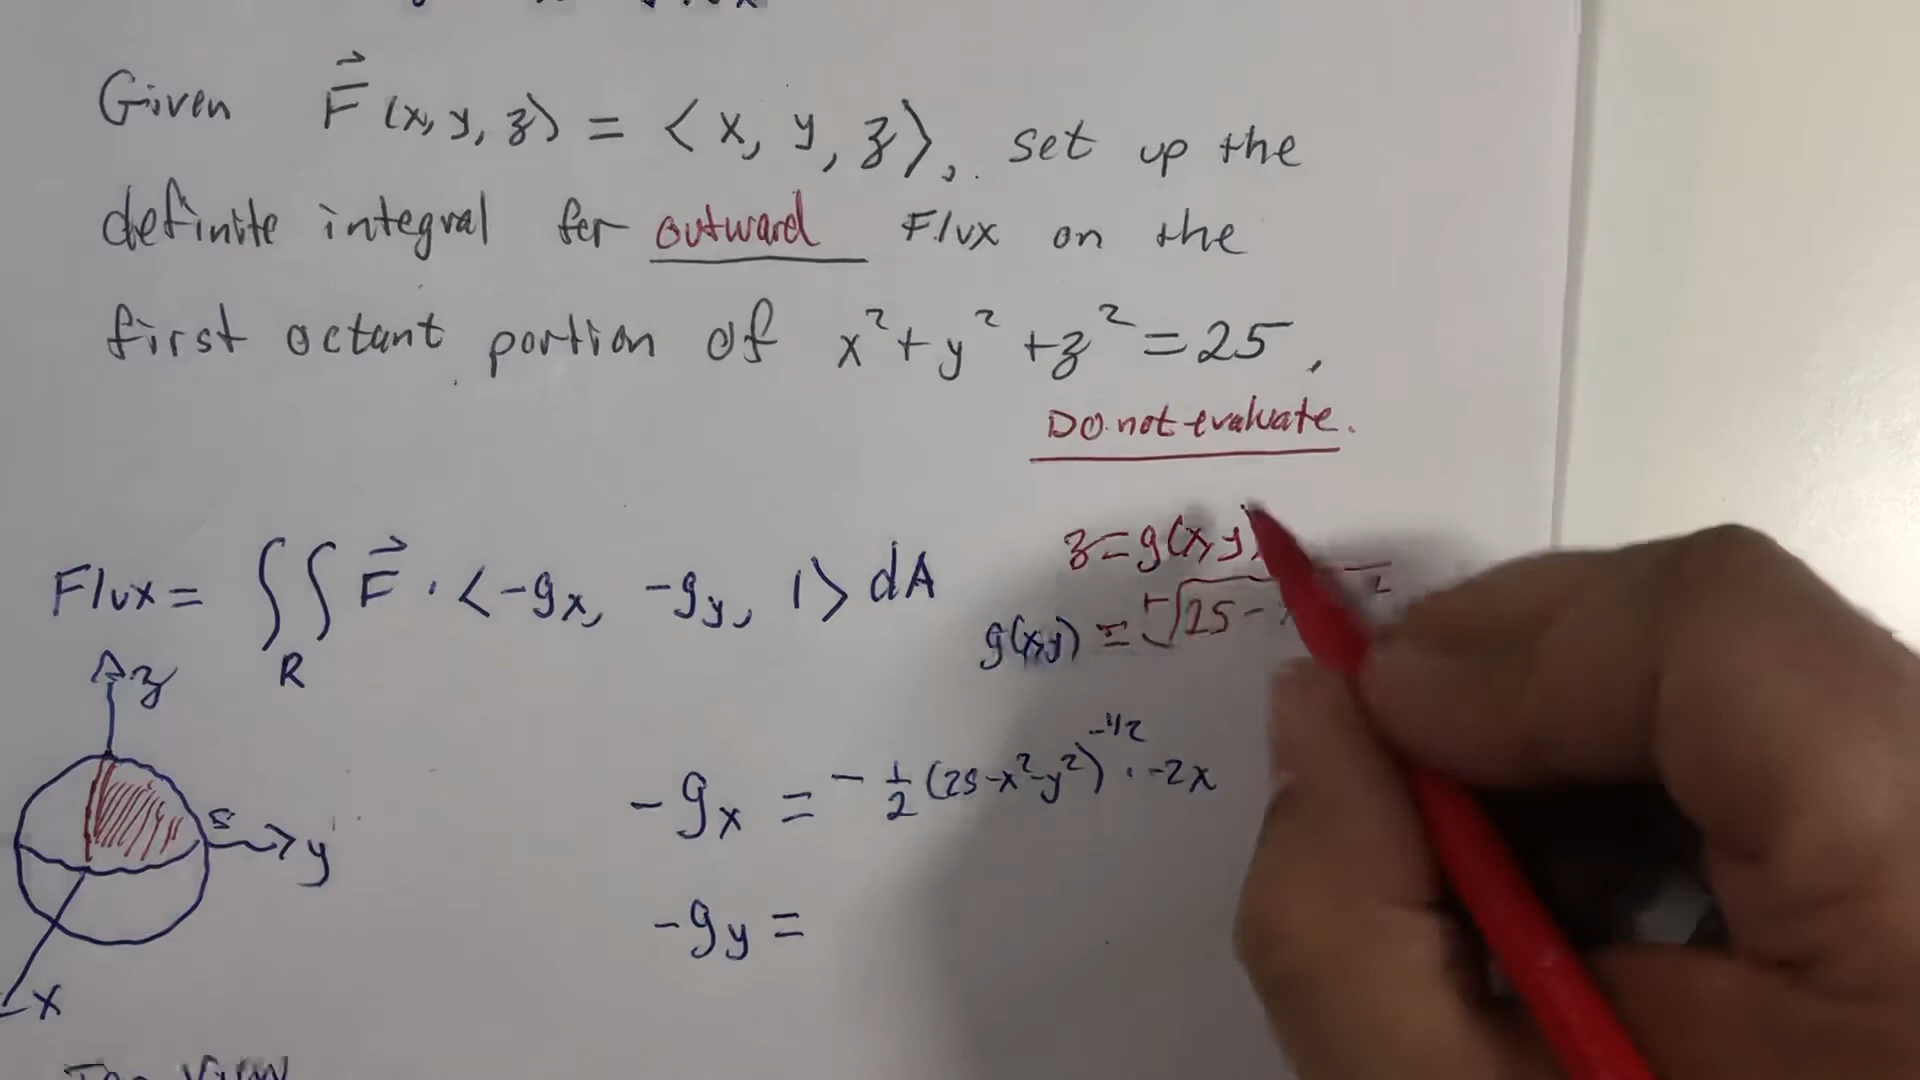 Given F⃗(x, y, z) = ⟨x, y, z⟩, set up the
definite integral for outward Flux on the
first octant portion of x²+y²+z²=25.
Do not evaluate.
z=g(x,y)
Flux = ∬ F⃗ · ⟨-gx, -gy, 1⟩ dA
R
g(x,y) = +√25-
z
-gx = -1/2 (25-x²-y²)^-1/2 · -2x
5
y
-gy =
x